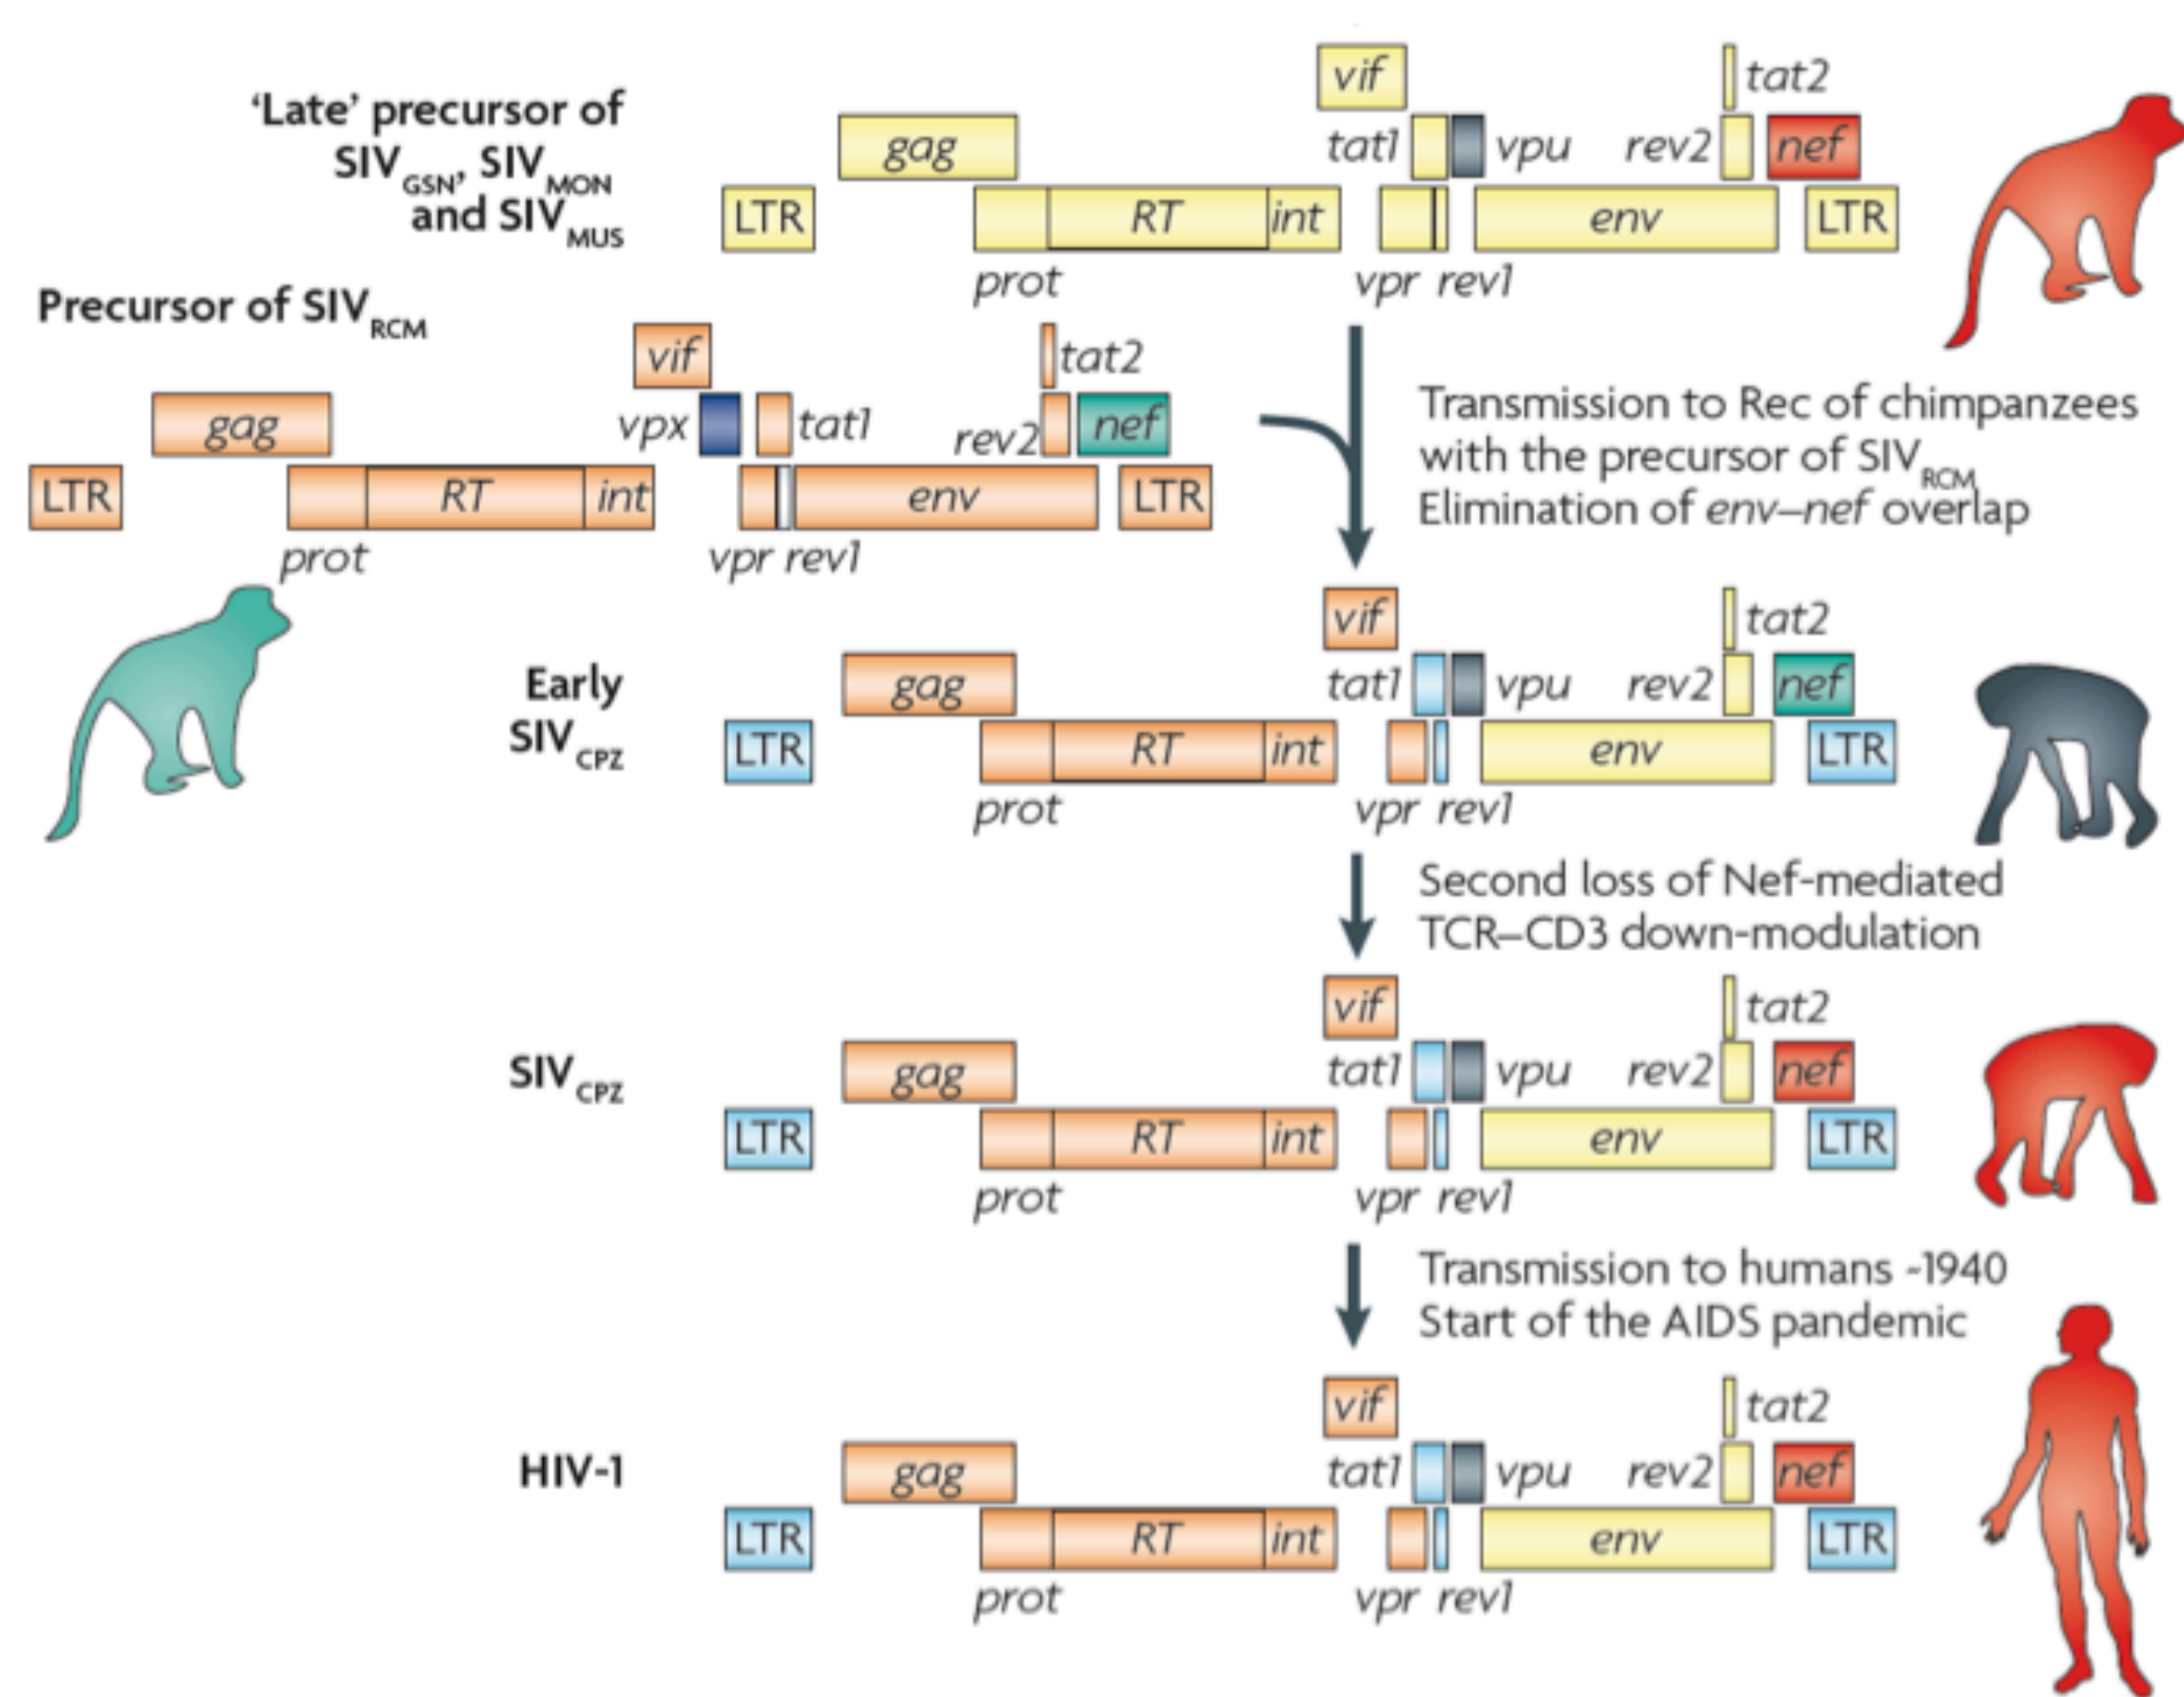 ‘Late’ precursor of
SIVGSN, SIVMON
and SIVMUS
vif
tat2
gag
tat1
vpu
rev2
nef
LTR
RT
int
env
LTR
prot
vpr rev1
Precursor of SIVRCM
vif
tat2
gag
vpx
tat1
rev2
nef
LTR
RT
int
env
LTR
prot
vpr rev1
Transmission to Rec of chimpanzees
with the precursor of SIVRCM
Elimination of env–nef overlap
Early
SIVCPZ
vif
tat2
gag
tat1
vpu
rev2
nef
LTR
RT
int
env
LTR
prot
vpr rev1
Second loss of Nef-mediated
TCR–CD3 down-modulation
SIVCPZ
vif
tat2
gag
tat1
vpu
rev2
nef
LTR
RT
int
env
LTR
prot
vpr rev1
Transmission to humans ~1940
Start of the AIDS pandemic
HIV-1
vif
tat2
gag
tat1
vpu
rev2
nef
LTR
RT
int
env
LTR
prot
vpr rev1